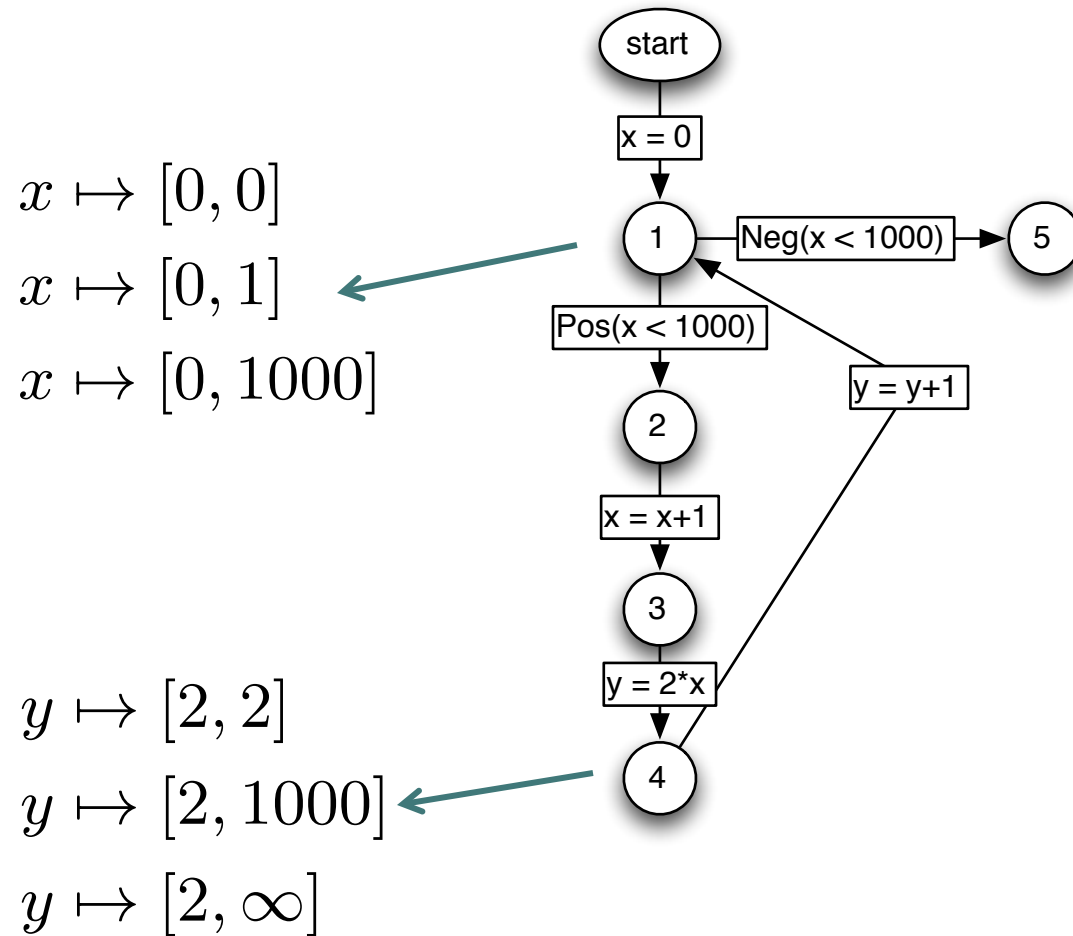 start
x = 0
x ↦ [0, 0]
x ↦ [0, 1]
x ↦ [0, 1000]
1
Neg(x < 1000)
5
Pos(x < 1000)
y = y+1
2
x = x+1
3
y = 2*x
4
y ↦ [2, 2]
y ↦ [2, 1000]
y ↦ [2, ∞]